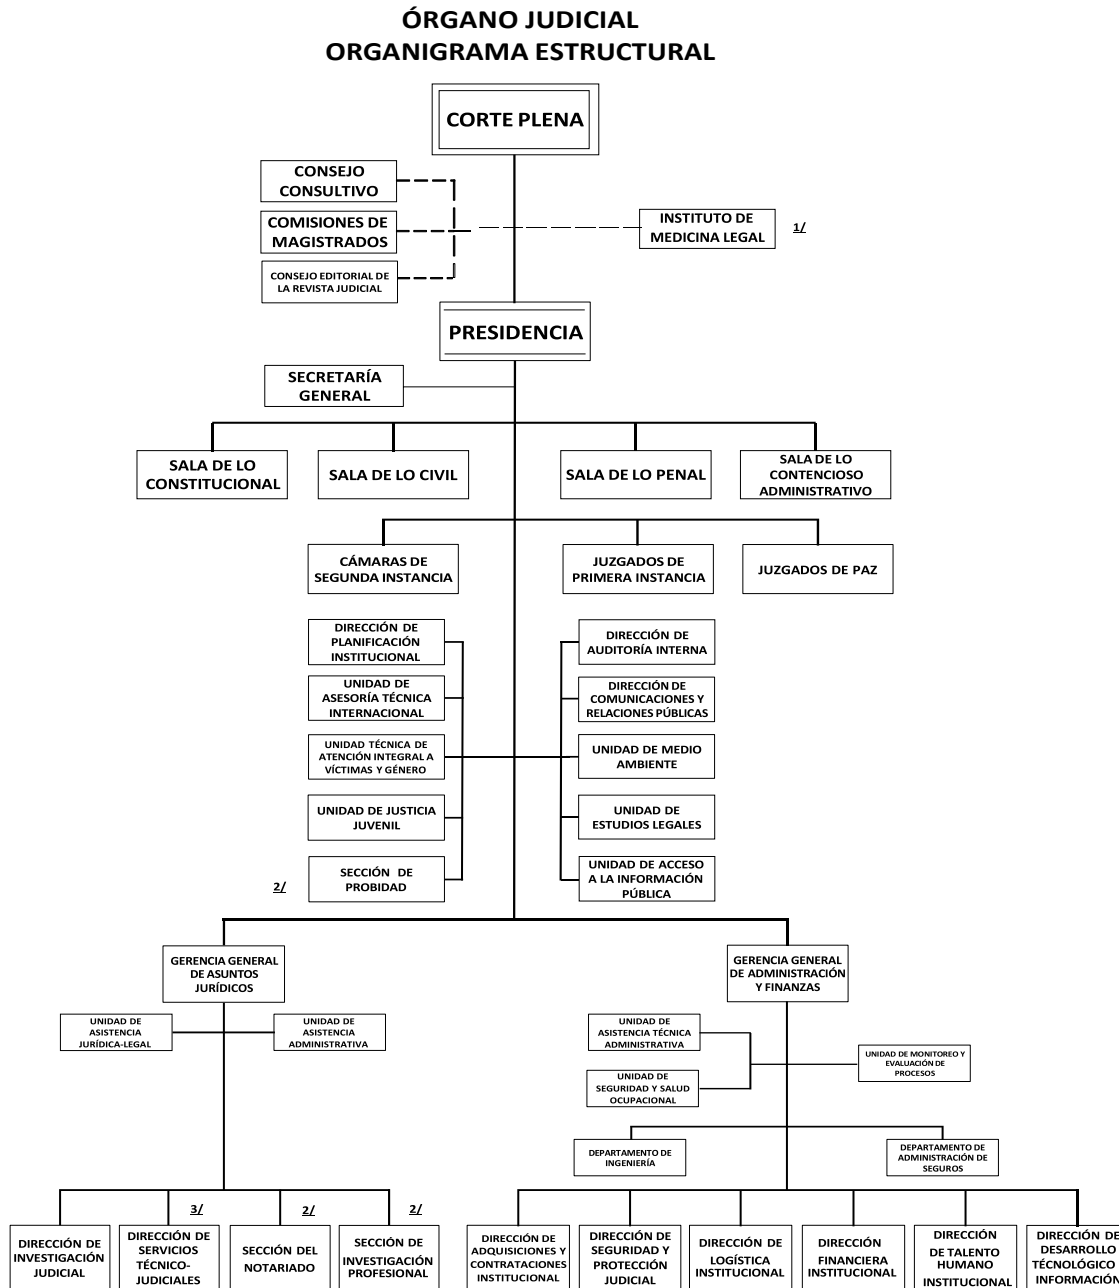 ÓRGANO JUDICIAL
ORGANIGRAMA ESTRUCTURAL
CORTE PLENA
CONSEJO
CONSULTIVO
COMISIONES DE
MAGISTRADOS
CONSEJO EDITORIAL DE
LA REVISTA JUDICIAL
INSTITUTO DE
MEDICINA LEGAL
1/
PRESIDENCIA
SECRETARÍA
GENERAL
SALA DE LO
CONSTITUCIONAL
SALA DE LO CIVIL
SALA DE LO PENAL
SALA DE LO
CONTENCIOSO
ADMINISTRATIVO
CÁMARAS DE
SEGUNDA INSTANCIA
JUZGADOS DE
PRIMERA INSTANCIA
JUZGADOS DE PAZ
DIRECCIÓN DE
PLANIFICACIÓN
INSTITUCIONAL
UNIDAD DE
ASESORÍA TÉCNICA
INTERNACIONAL
UNIDAD TÉCNICA DE
ATENCIÓN INTEGRAL A
VÍCTIMAS Y GÉNERO
UNIDAD DE JUSTICIA
JUVENIL
2/
SECCIÓN DE
PROBIDAD
DIRECCIÓN DE
AUDITORÍA INTERNA
DIRECCIÓN DE
COMUNICACIONES Y
RELACIONES PÚBLICAS
UNIDAD DE MEDIO
AMBIENTE
UNIDAD DE
ESTUDIOS LEGALES
UNIDAD DE ACCESO
A LA INFORMACIÓN
PÚBLICA
GERENCIA GENERAL
DE ASUNTOS
JURÍDICOS
UNIDAD DE
ASISTENCIA
JURÍDICA-LEGAL
UNIDAD DE
ASISTENCIA
ADMINISTRATIVA
GERENCIA GENERAL
DE ADMINISTRACIÓN
Y FINANZAS
UNIDAD DE
ASISTENCIA TÉCNICA
ADMINISTRATIVA
UNIDAD DE
SEGURIDAD Y SALUD
OCUPACIONAL
UNIDAD DE MONITOREO Y
EVALUACIÓN DE
PROCESOS
DEPARTAMENTO DE
INGENIERÍA
DEPARTAMENTO DE
ADMINISTRACIÓN DE
SEGUROS
DIRECCIÓN DE
INVESTIGACIÓN
JUDICIAL
3/
DIRECCIÓN DE
SERVICIOS
TÉCNICO-
JUDICIALES
2/
SECCIÓN DEL
NOTARIADO
2/
SECCIÓN DE
INVESTIGACIÓN
PROFESIONAL
DIRECCIÓN DE
ADQUISICIONES Y
CONTRATACIONES
INSTITUCIONAL
DIRECCIÓN DE
SEGURIDAD Y
PROTECCIÓN
JUDICIAL
DIRECCIÓN DE
LOGÍSTICA
INSTITUCIONAL
DIRECCIÓN
FINANCIERA
INSTITUCIONAL
DIRECCIÓN
DE TALENTO
HUMANO
INSTITUCIONAL
DIRECCIÓN DE
DESARROLLO
TÉCNOLÓGICO E
INFORMACIÓN